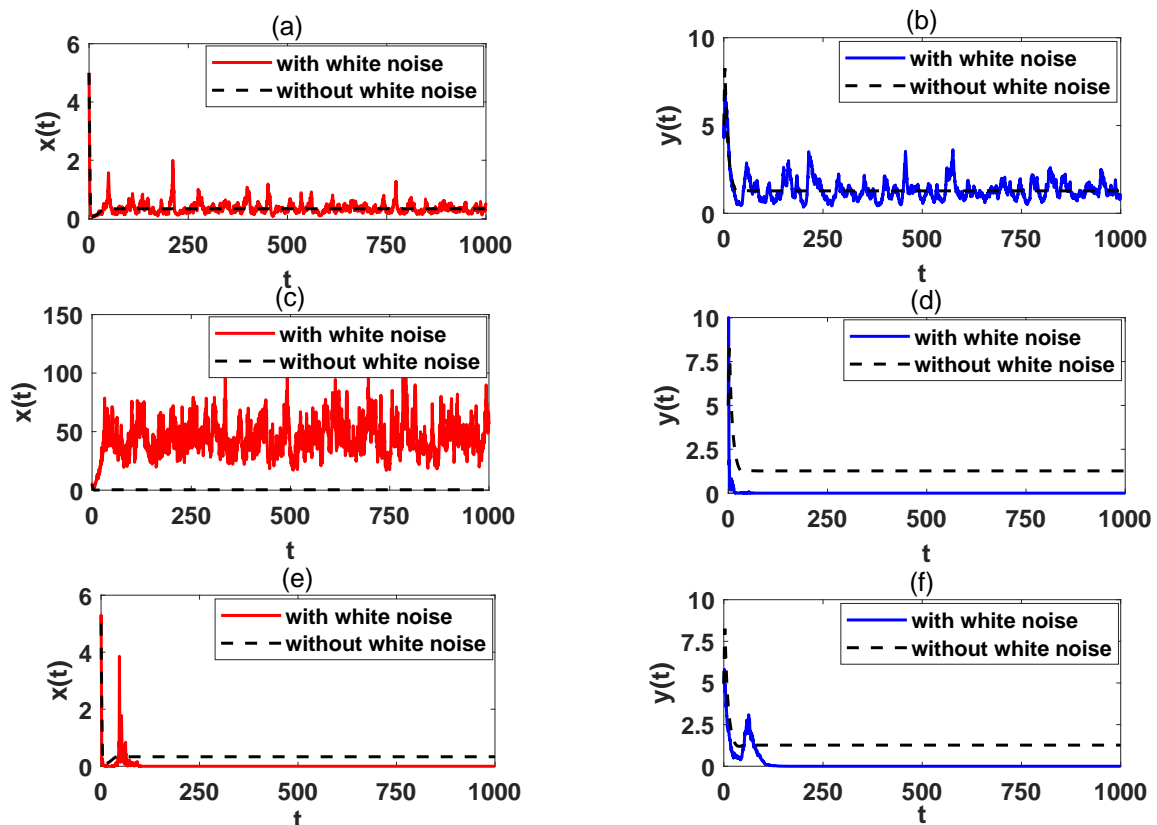 (a)
6
4
2
0
x(t)
with white noise
without white noise
0 250 500 750 1000
t
(b)
10
5
0
y(t)
with white noise
without white noise
0 250 500 750 1000
t
(c)
150
100
50
0
x(t)
with white noise
without white noise
0 250 500 750 1000
t
(d)
10
7.5
5
2.5
0
y(t)
with white noise
without white noise
0 250 500 750 1000
t
(e)
6
4
2
0
x(t)
with white noise
without white noise
0 250 500 750 1000
t
(f)
10
7.5
5
2.5
0
y(t)
with white noise
without white noise
0 250 500 750 1000
t